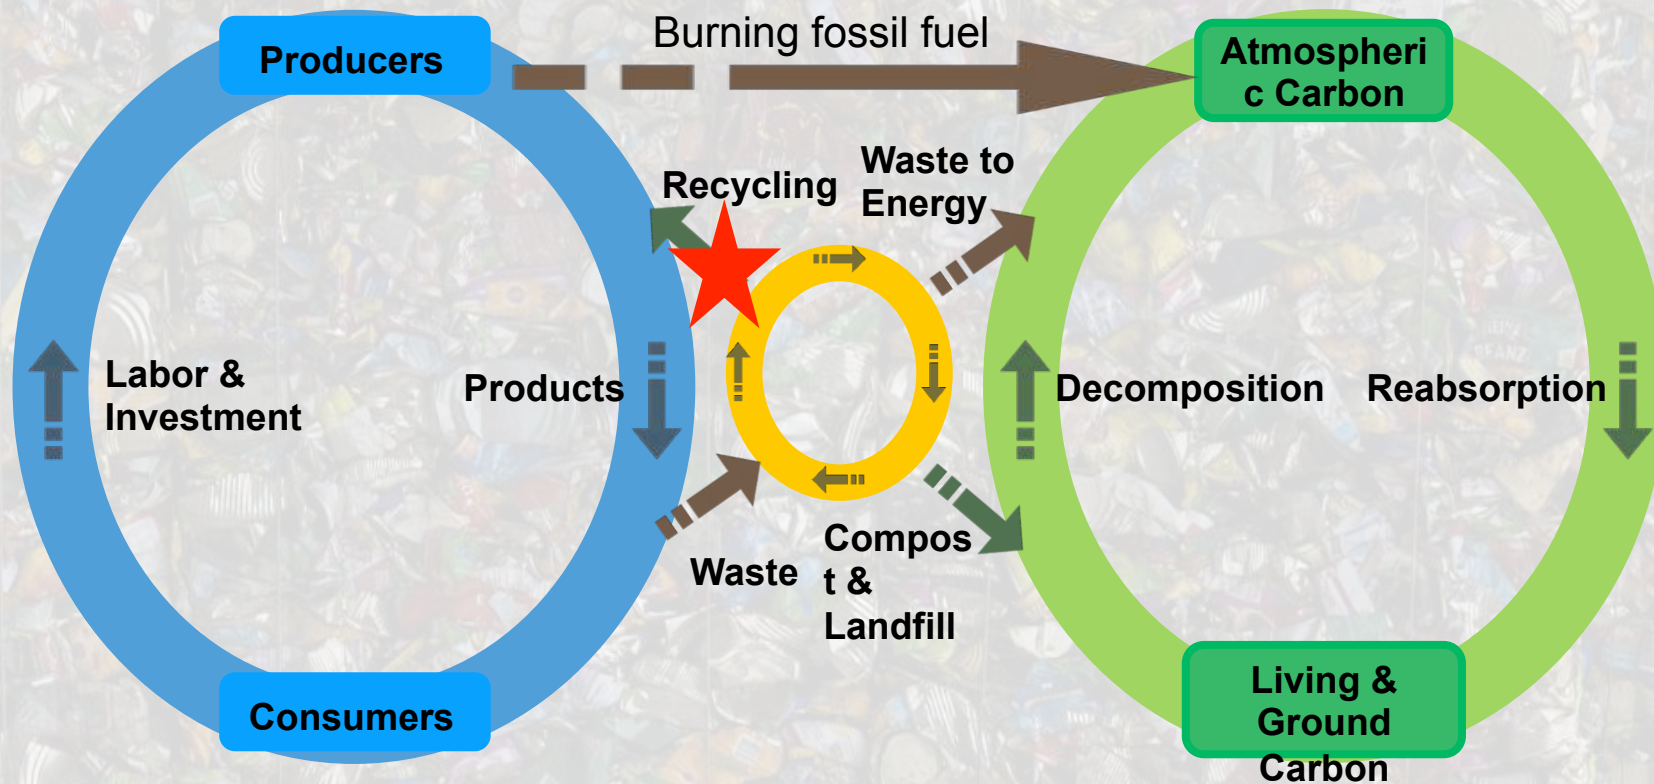 Burning fossil fuel
Producers
Atmospheri
c Carbon
Recycling
Waste to
Energy
Labor &
Investment
Products
Decomposition
Reabsorption
Waste
Compos
t &
Landfill
Consumers
Living &
Ground
Carbon